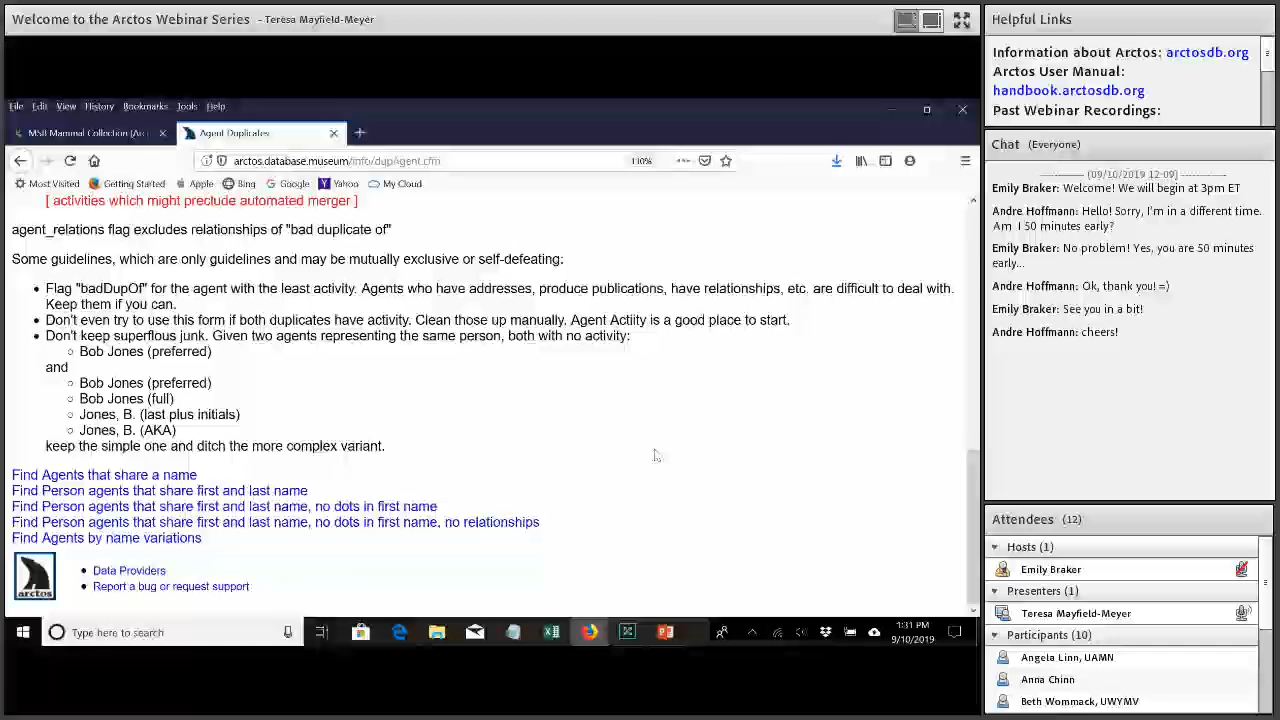 Welcome to the Arctos Webinar Series - Teresa Mayfield-Meyer
File Edit View History Bookmarks Tools Help
MSB Mammal Collection (Arc
Agent Duplicates
arctos.database.museum/info/dupAgent.cfm
110%
Most Visited Getting Started Apple Bing Google Yahoo My Cloud
[ activities which might preclude automated merger ]
agent_relations flag excludes relationships of "bad duplicate of"
Some guidelines, which are only guidelines and may be mutually exclusive or self-defeating:
Flag "badDupOf" for the agent with the least activity. Agents who have addresses, produce publications, have relationships, etc. are difficult to deal with.
Keep them if you can.
Don't even try to use this form if both duplicates have activity. Clean those up manually. Agent Actiity is a good place to start.
Don't keep superflous junk. Given two agents representing the same person, both with no activity:
Bob Jones (preferred)
and
Bob Jones (preferred)
Bob Jones (full)
Jones, B. (last plus initials)
Jones, B. (AKA)
keep the simple one and ditch the more complex variant.
Find Agents that share a name
Find Person agents that share first and last name
Find Person agents that share first and last name, no dots in first name
Find Person agents that share first and last name, no dots in first name, no relationships
Find Agents by name variations
arctos
Data Providers
Report a bug or request support
Type here to search
1:31 PM
9/10/2019
Helpful Links
Information about Arctos: arctosdb.org
Arctos User Manual:
handbook.arctosdb.org
Past Webinar Recordings:
Chat (Everyone)
[09/10/2019 12:09]
Emily Braker: Welcome! We will begin at 3pm ET
Andre Hoffmann: Hello! Sorry, I'm in a different time.
Am I 50 minutes early?
Emily Braker: No problem! Yes, you are 50 minutes
early...
Andre Hoffmann: Ok, thank you! =)
Emily Braker: See you in a bit!
Andre Hoffmann: cheers!
Attendees (12)
Hosts (1)
Emily Braker
Presenters (1)
Teresa Mayfield-Meyer
Participants (10)
Angela Linn, UAMN
Anna Chinn
Beth Wommack, UWYMV